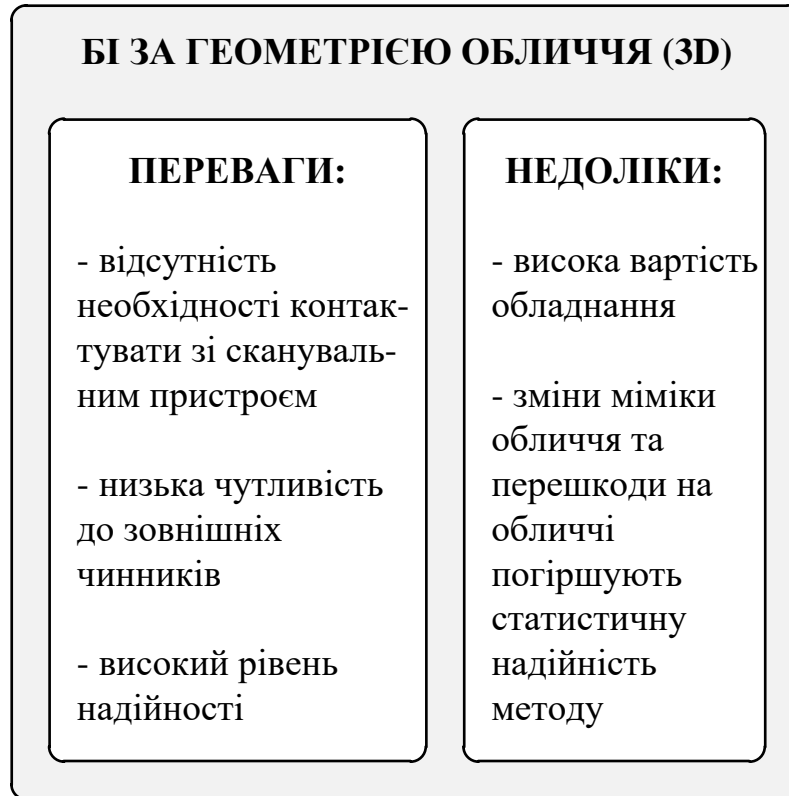 БІ ЗА ГЕОМЕТРІЄЮ ОБЛИЧЧЯ (3D)
ПЕРЕВАГИ:
- відсутність
необхідності контак-
тувати зі сканувaль-
ним пристроєм
- низька чутливість
до зовнішніх
чинників
- високий рівень
надійності
НЕДОЛІКИ:
- висока вартість
обладнання
- зміни міміки
обличчя та
перешкоди на
обличчі
погіршують
статистичну
надійність
методу